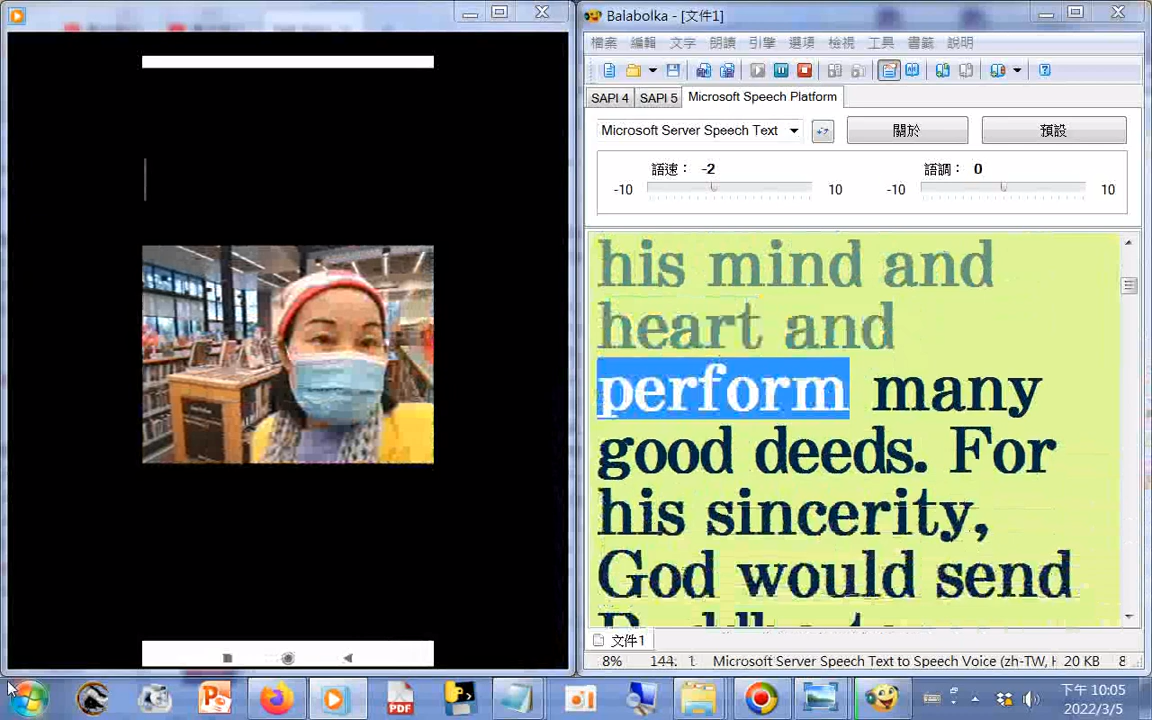 Balabolka - [文件1]
檔案 編輯 文字 朗讀 引擎 選項 檢視 工具 書籤 說明
SAPI 4 SAPI 5 Microsoft Speech Platform
Microsoft Server Speech Text 關於 預設
語速： -2 語調： 0
-10 10 -10 10
his mind and
heart and
perform many
good deeds. For
his sincerity,
God would send
文件1
8% 144: 1 Microsoft Server Speech Text to Speech Voice (zh-TW, H 20 KB 8
PDF
下午 10:05
2022/3/5